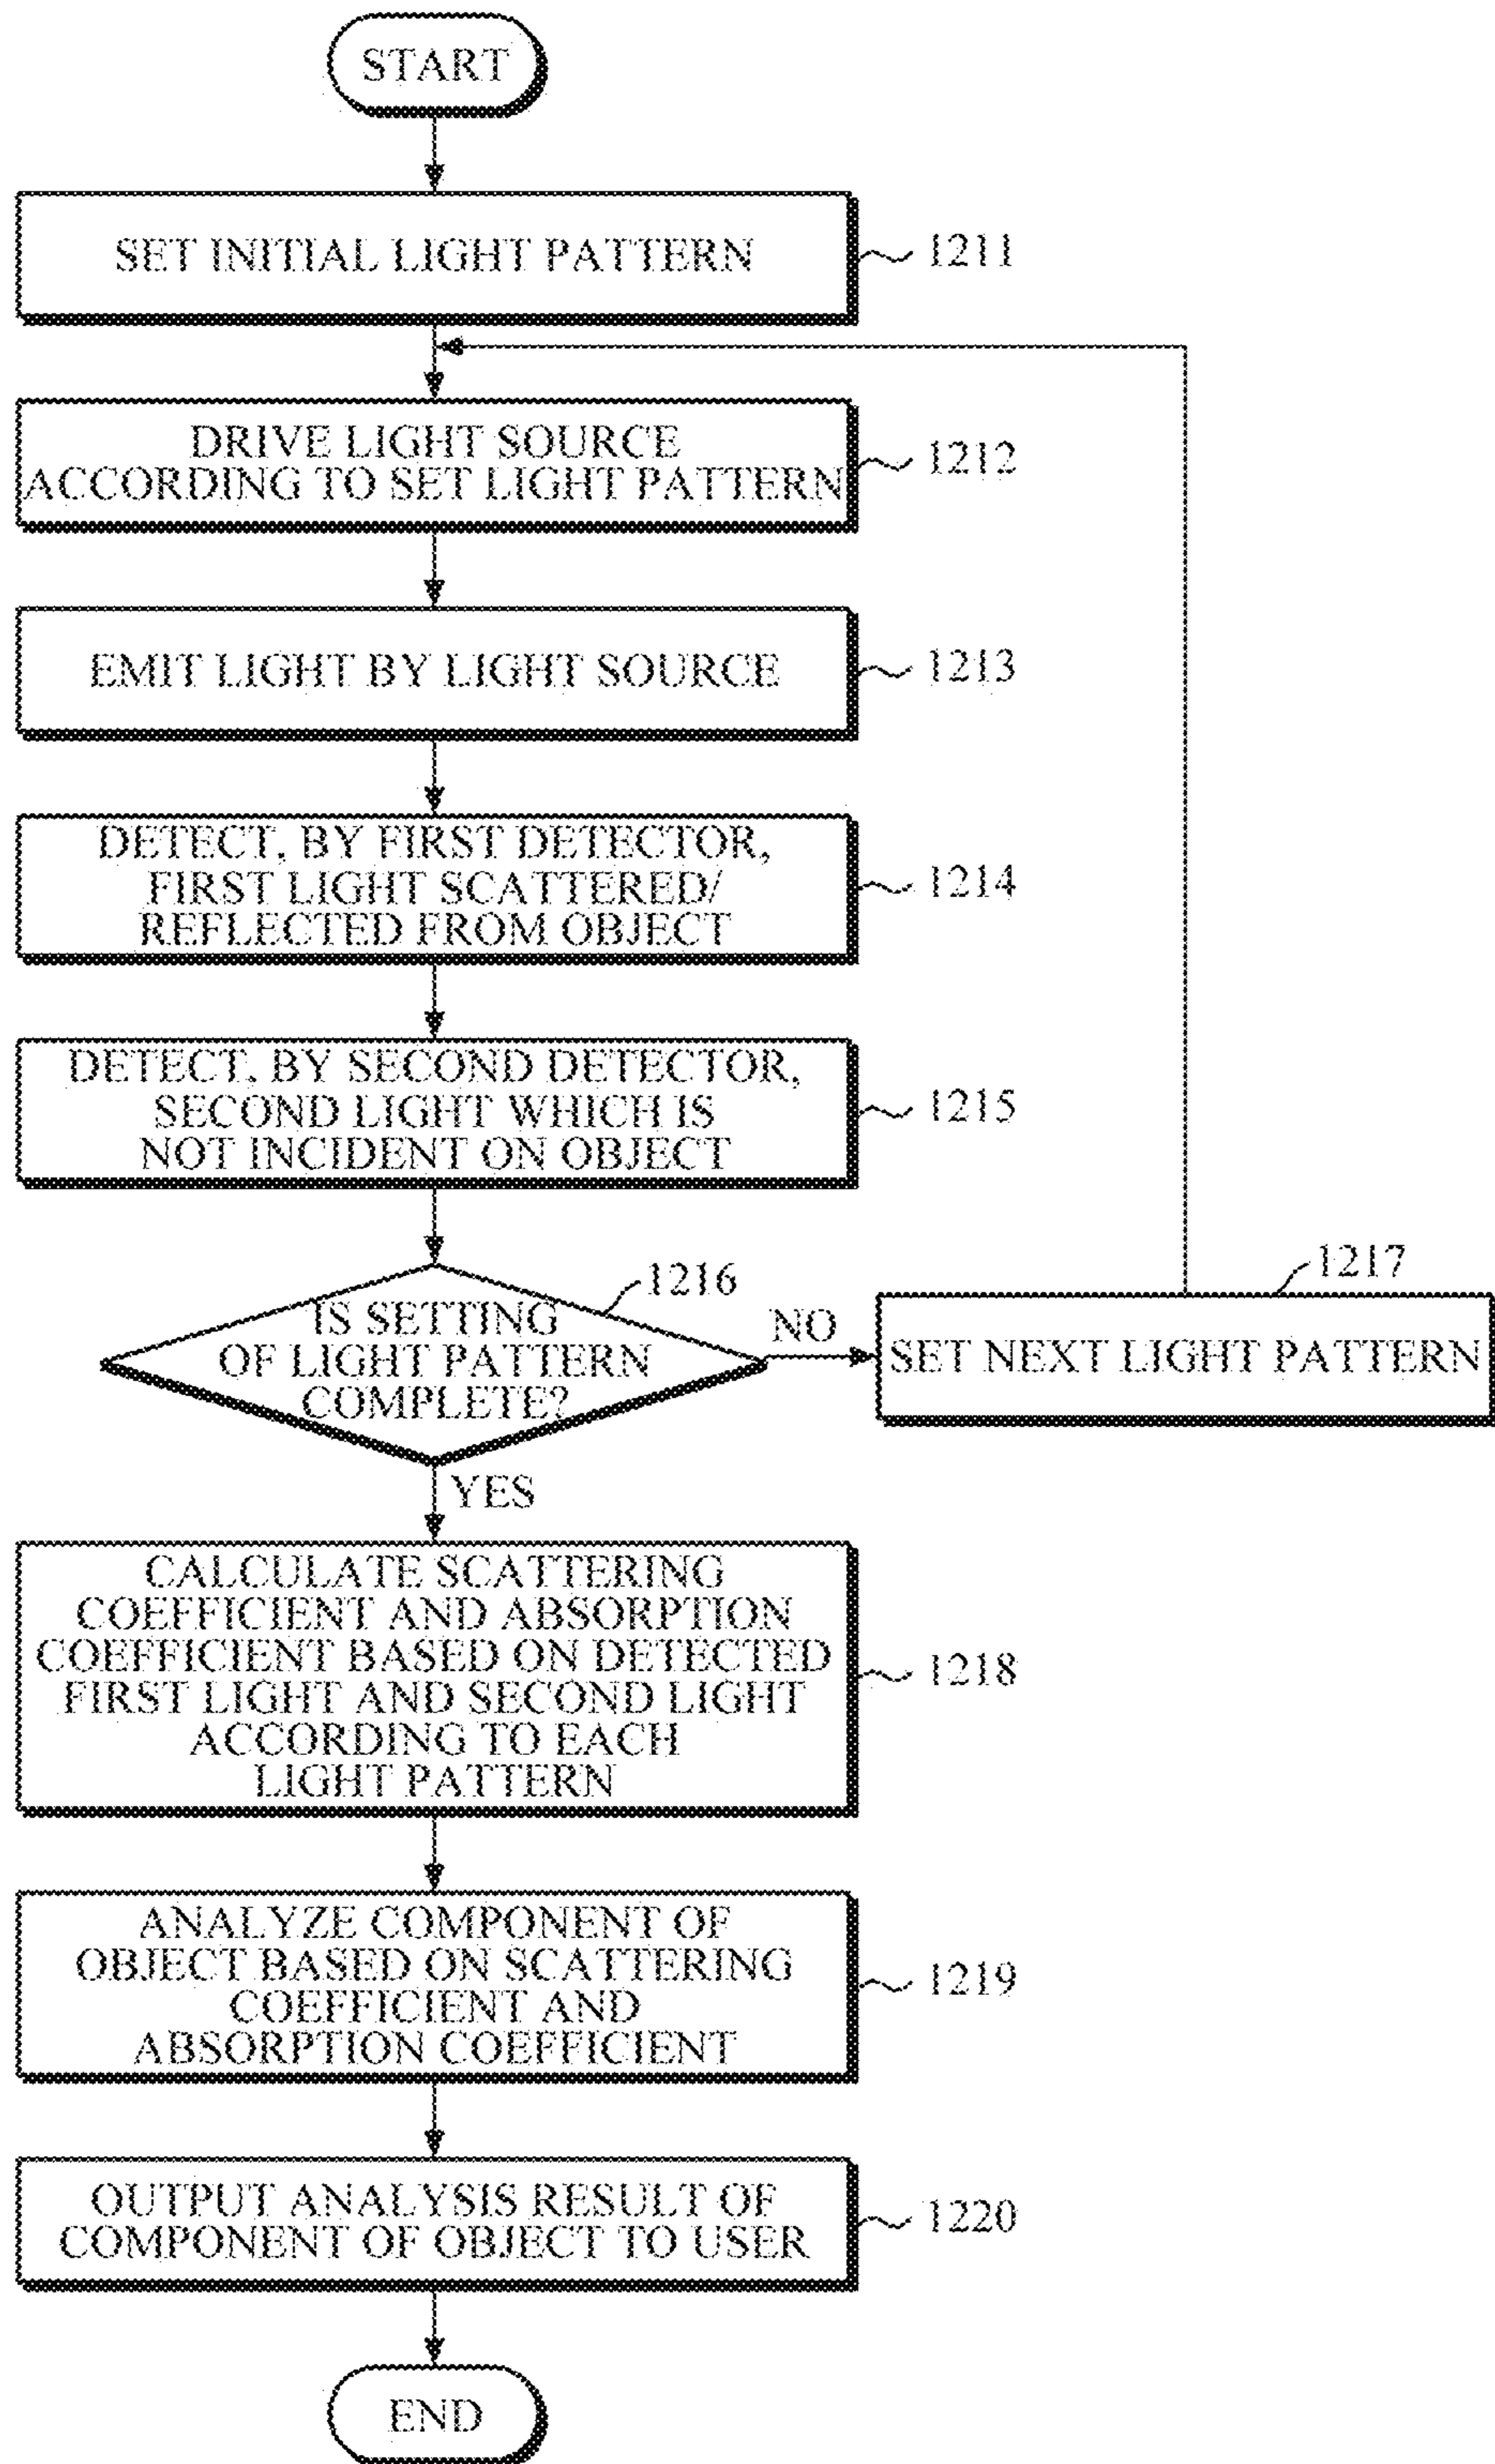 START
SET INITIAL LIGHT PATTERN
1211
DRIVE LIGHT SOURCE
ACCORDING TO SET LIGHT PATTERN
1212
EMIT LIGHT BY LIGHT SOURCE
1213
DETECT, BY FIRST DETECTOR,
FIRST LIGHT SCATTERED/
REFLECTED FROM OBJECT
1214
DETECT, BY SECOND DETECTOR,
SECOND LIGHT WHICH IS
NOT INCIDENT ON OBJECT
1215
1216
IS SETTING
OF LIGHT PATTERN
COMPLETE?
NO
1217
SET NEXT LIGHT PATTERN
YES
CALCULATE SCATTERING
COEFFICIENT AND ABSORPTION
COEFFICIENT BASED ON DETECTED
FIRST LIGHT AND SECOND LIGHT
ACCORDING TO EACH
LIGHT PATTERN
1218
ANALYZE COMPONENT OF
OBJECT BASED ON SCATTERING
COEFFICIENT AND
ABSORPTION COEFFICIENT
1219
OUTPUT ANALYSIS RESULT OF
COMPONENT OF OBJECT TO USER
1220
END